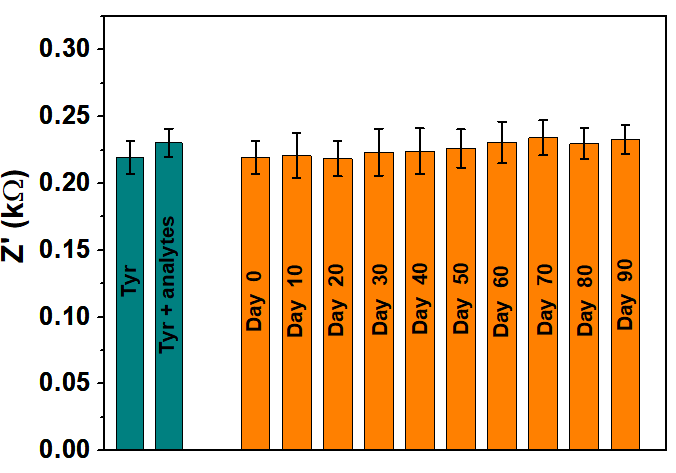 0.30
0.25
0.20
0.15
0.10
0.05
0.00
Z' (kΩ)
Tyr
Tyr + analytes
Day 0
Day 10
Day 20
Day 30
Day 40
Day 50
Day 60
Day 70
Day 80
Day 90